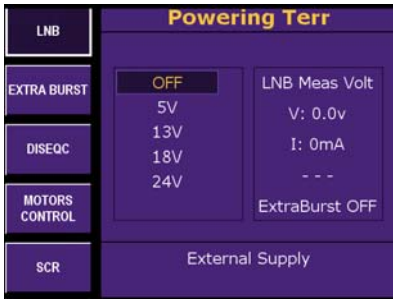 LNB
EXTRA BURST
DISEQC
MOTORS
CONTROL
SCR
Powering Terr
OFF
5V
13V
18V
24V
LNB Meas Volt
V: 0.0v
I: 0mA
---
ExtraBurst OFF
External Supply